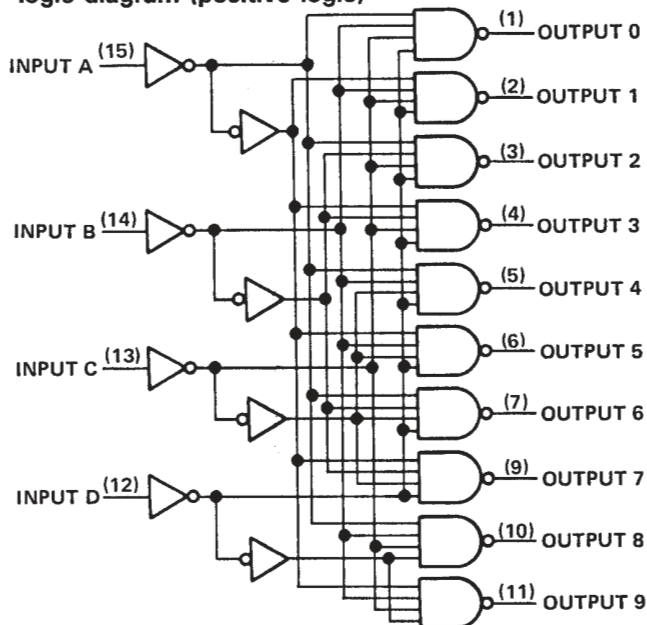 logic diagram (positive logic)
INPUT A (15)
INPUT B (14)
INPUT C (13)
INPUT D (12)
(1) OUTPUT 0
(2) OUTPUT 1
(3) OUTPUT 2
(4) OUTPUT 3
(5) OUTPUT 4
(6) OUTPUT 5
(7) OUTPUT 6
(9) OUTPUT 7
(10) OUTPUT 8
(11) OUTPUT 9